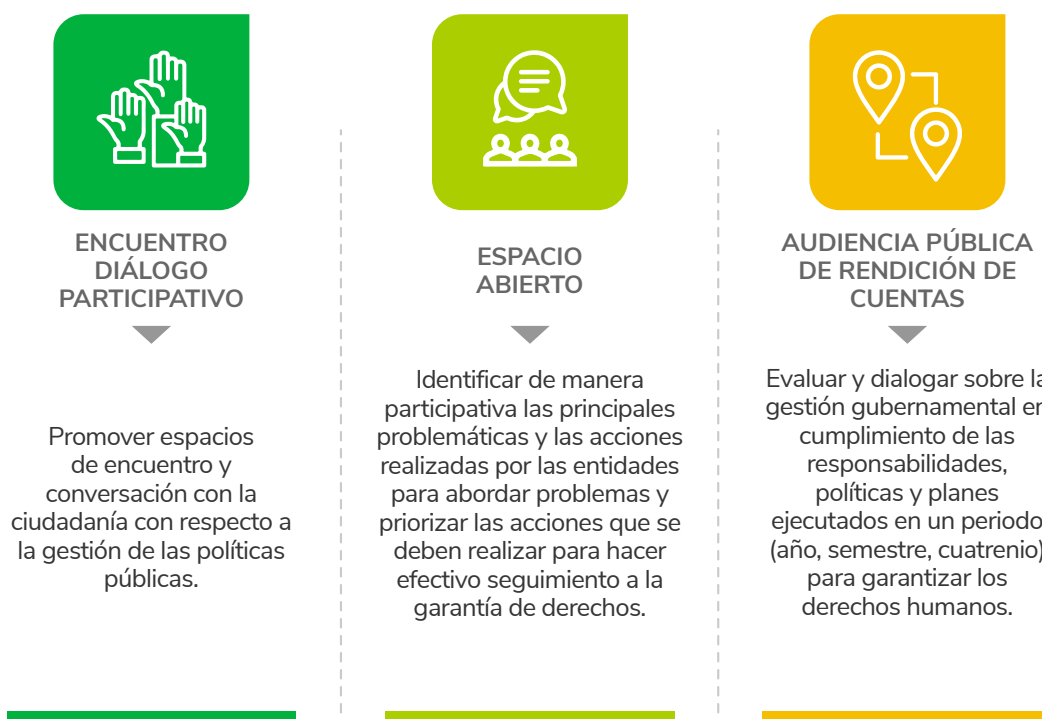 ENCUENTRO
DIÁLOGO
PARTICIPATIVO
Promover espacios
de encuentro y
conversación con la
ciudadanía con respecto a
la gestión de las políticas
públicas.
ESPACIO
ABIERTO
Identificar de manera
participativa las principales
problemáticas y las acciones
realizadas por las entidades
para abordar problemas y
priorizar las acciones que se
deben realizar para hacer
efectivo seguimiento a la
garantía de derechos.
AUDIENCIA PÚBLICA
DE RENDICIÓN DE
CUENTAS
Evaluar y dialogar sobre la
gestión gubernamental en
cumplimiento de las
responsabilidades,
políticas y planes
ejecutados en un periodo
(año, semestre, cuatrenio)
para garantizar los
derechos humanos.